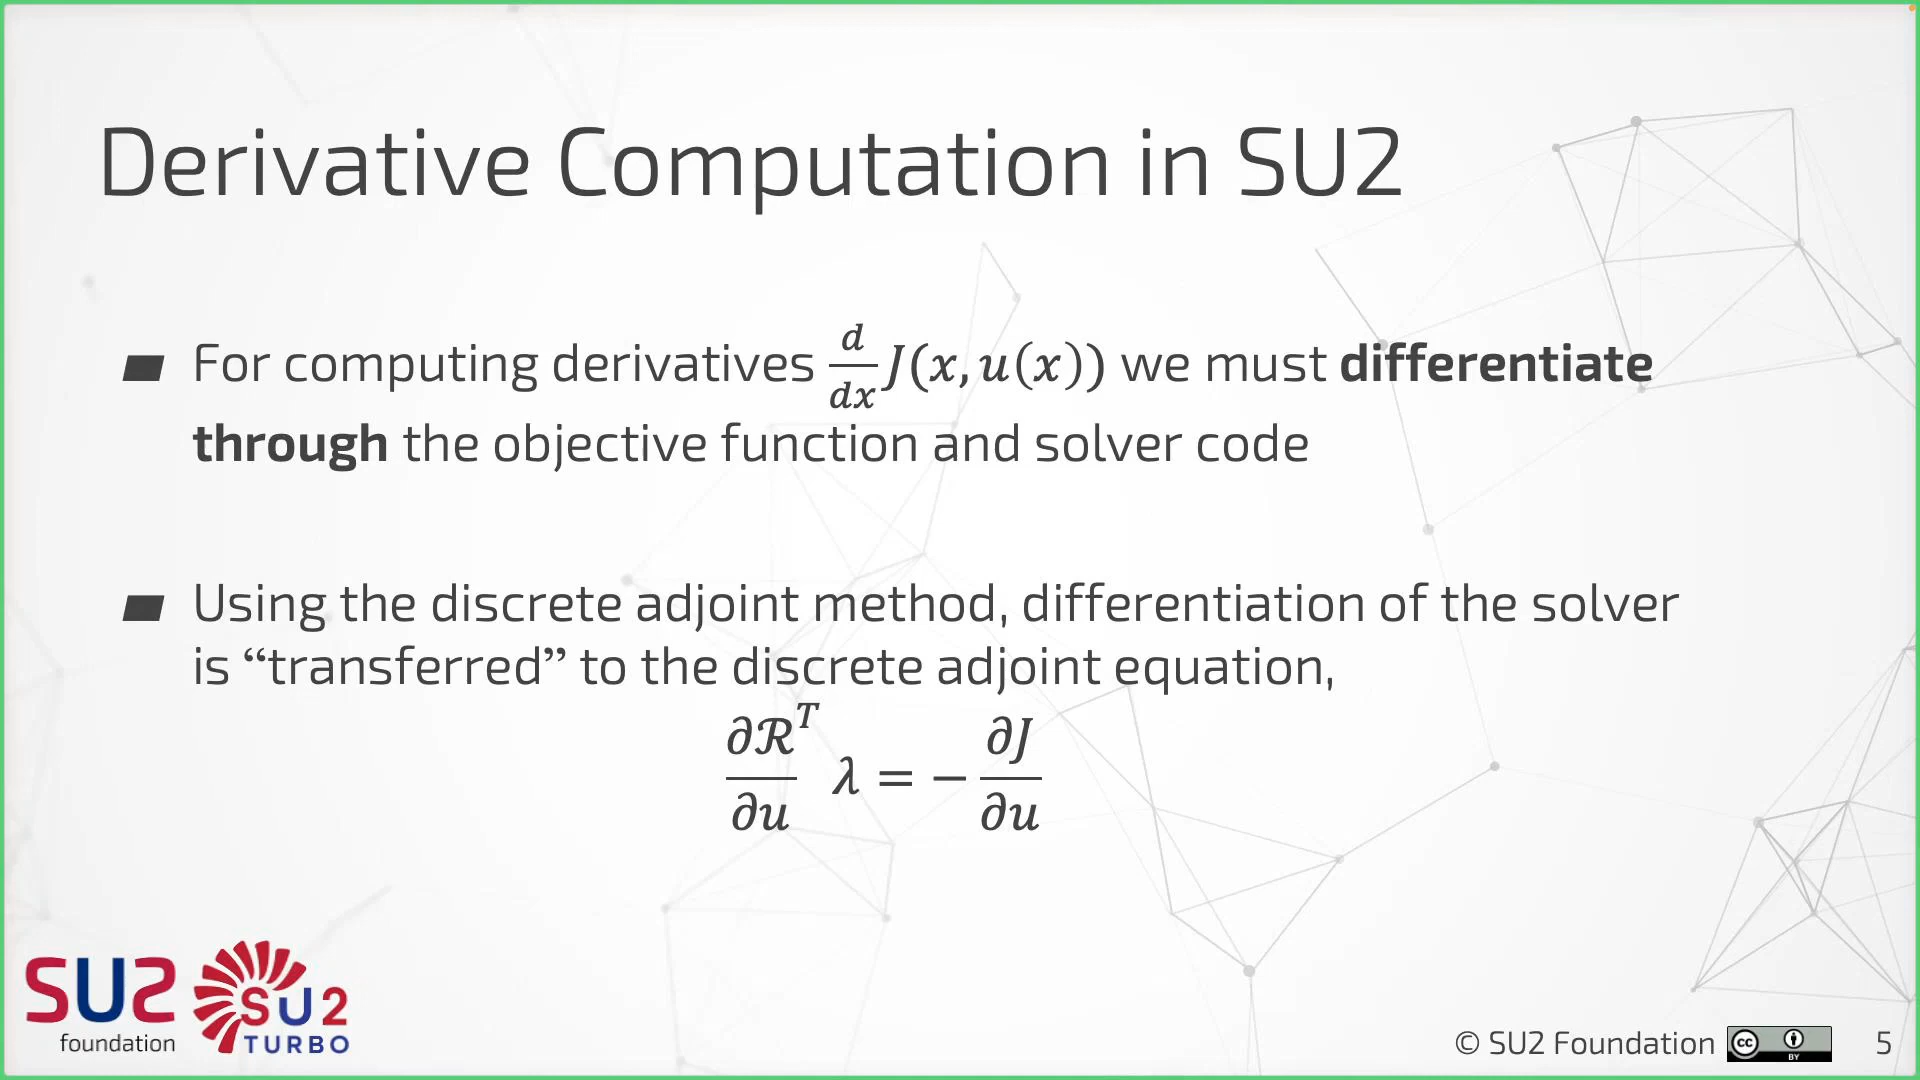 Derivative Computation in SU2
For computing derivatives d/dx J(x, u(x)) we must differentiate
through the objective function and solver code
Using the discrete adjoint method, differentiation of the solver
is “transferred” to the discrete adjoint equation,
∂ℛ/∂u ᵀ λ = − ∂J/∂u
SU2
foundation
SU2
TURBO
© SU2 Foundation
cc
BY
5